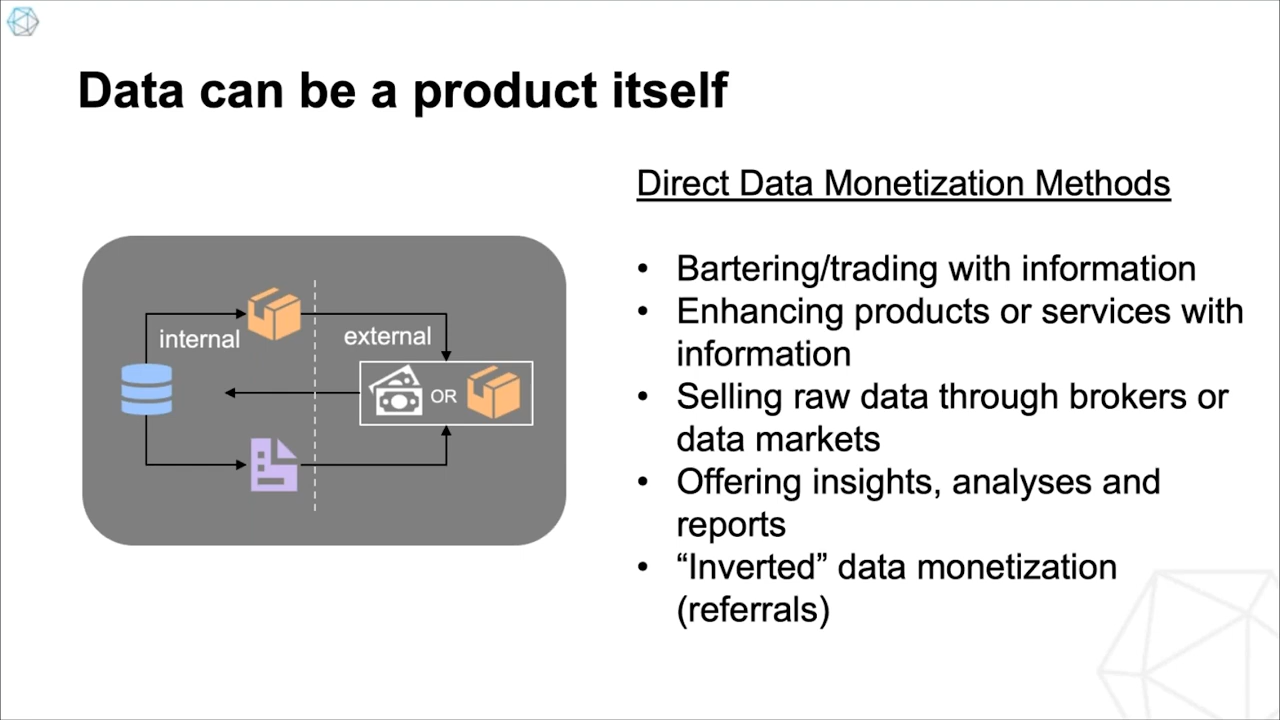 Data can be a product itself
Direct Data Monetization Methods
internal
external
OR
• Bartering/trading with information
• Enhancing products or services with
information
• Selling raw data through brokers or
data markets
• Offering insights, analyses and
reports
• “Inverted” data monetization
(referrals)